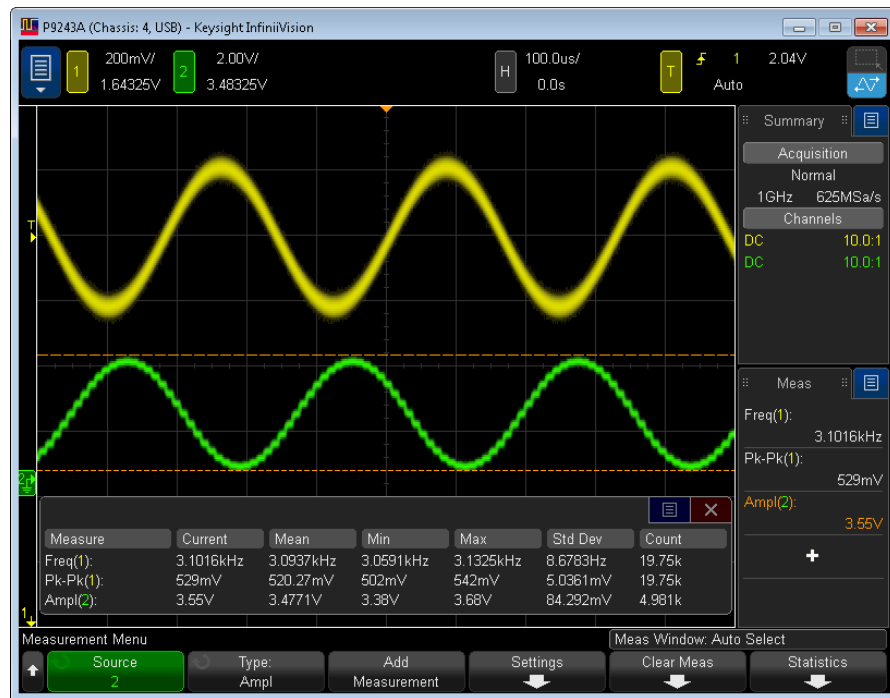 P9243A (Chassis: 4, USB) - Keysight InfiniiVision
1 200mV/ 1.64325V 2 2.00V/ 3.48325V H 100.0us/ 0.0s T 1 2.04V Auto
Summary
Acquisition
Normal
1GHz 625MSa/s
Channels
DC 10.0:1
DC 10.0:1
T
Meas
Freq(1):
3.1016kHz
Pk-Pk(1):
529mV
Ampl(2):
3.55V
2
Measure Current Mean Min Max Std Dev Count
Freq(1): 3.1016kHz 3.0937kHz 3.0591kHz 3.1325kHz 8.6783Hz 19.75k
Pk-Pk(1): 529mV 520.27mV 502mV 542mV 5.0361mV 19.75k
Ampl(2): 3.55V 3.4771V 3.38V 3.68V 84.292mV 4.981k
1
Measurement Menu Meas Window: Auto Select
Source 2 Type: Ampl Add Measurement Settings Clear Meas Statistics